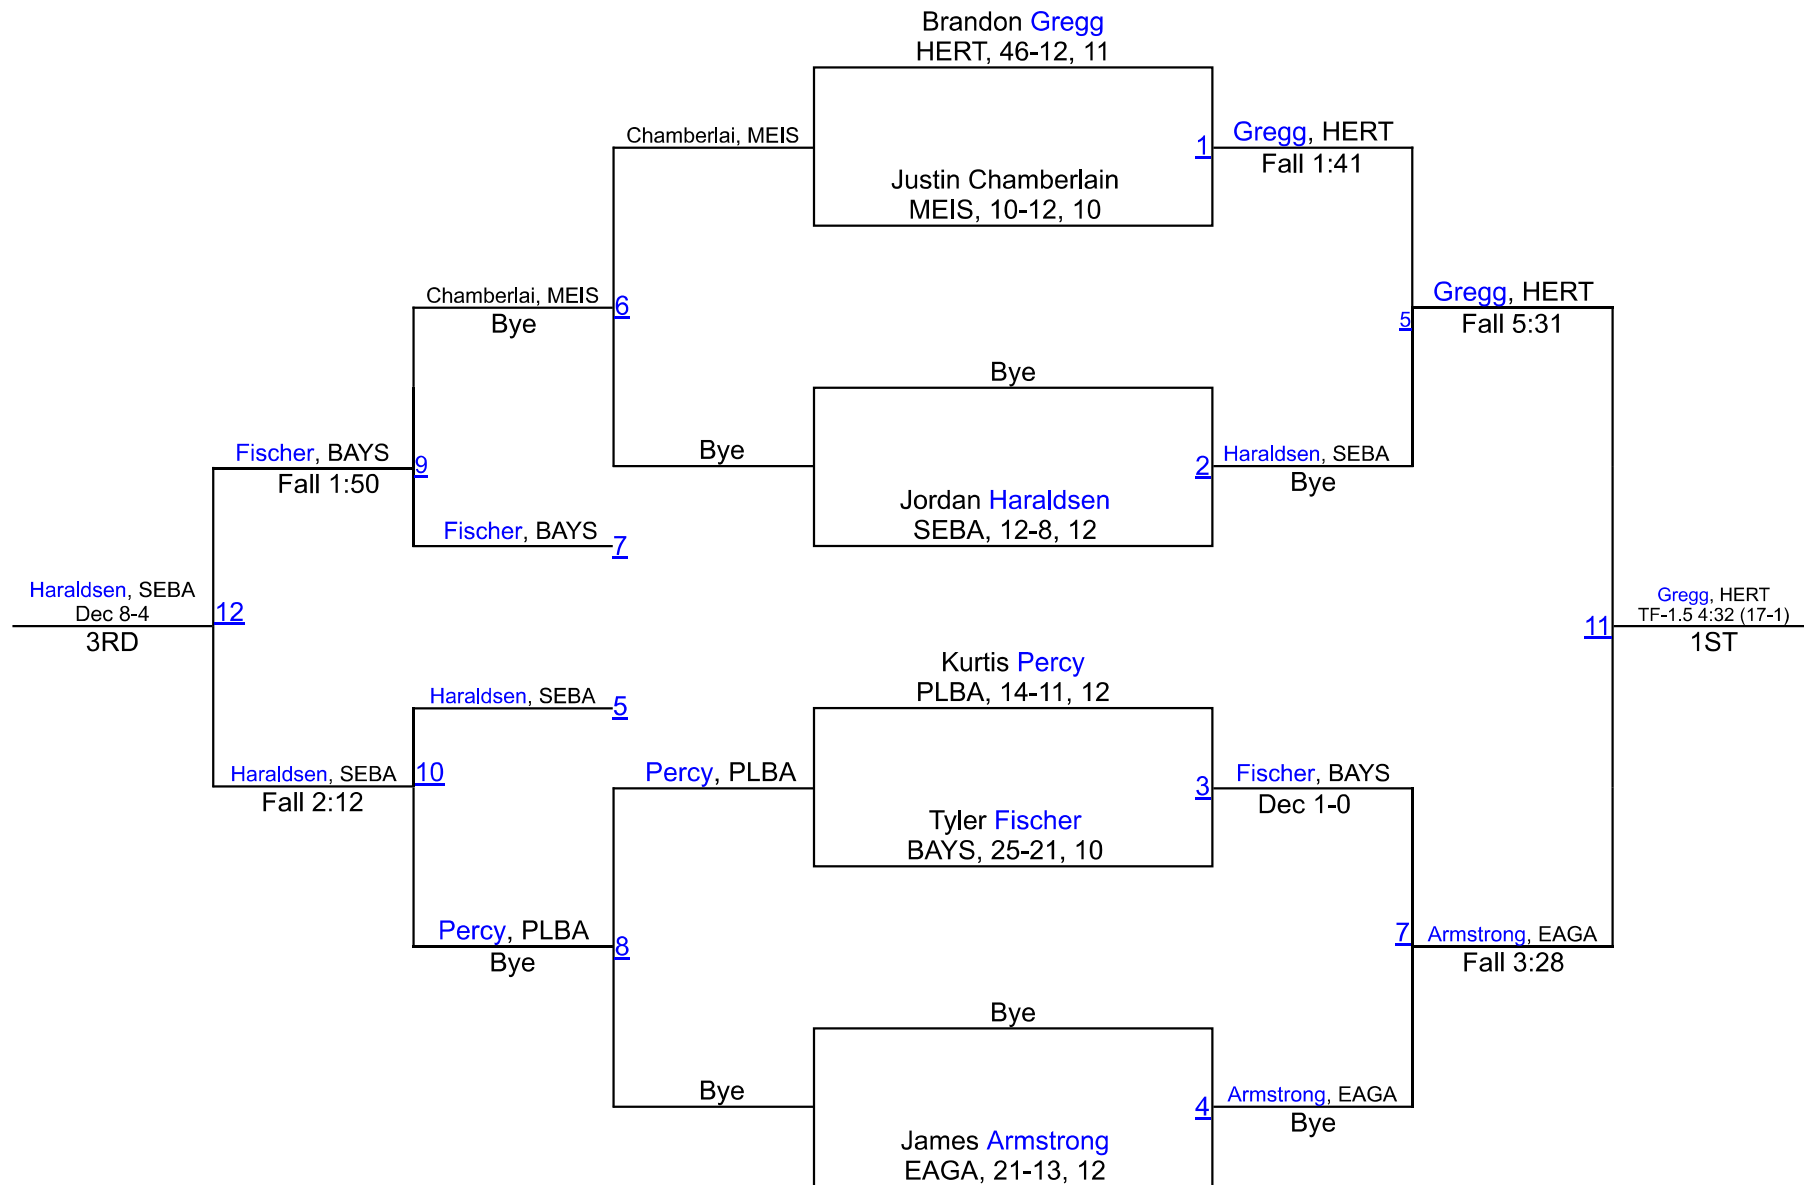 Brandon Gregg
HERT, 46-12, 11
Chamberlai, MEIS
1
Gregg, HERT
Fall 1:41
Justin Chamberlain
MEIS, 10-12, 10
Chamberlai, MEIS
Bye
6
Gregg, HERT
Fall 5:31
5
Bye
Fischer, BAYS
Fall 1:50
9
Bye
2
Haraldsen, SEBA
Bye
Jordan Haraldsen
SEBA, 12-8, 12
Fischer, BAYS
7
Haraldsen, SEBA
Dec 8-4
3RD
12
11
Gregg, HERT
TF-1.5 4:32 (17-1)
1ST
Kurtis Percy
PLBA, 14-11, 12
Haraldsen, SEBA
5
Haraldsen, SEBA
Fall 2:12
10
Percy, PLBA
3
Fischer, BAYS
Dec 1-0
Tyler Fischer
BAYS, 25-21, 10
Percy, PLBA
Bye
8
7
Armstrong, EAGA
Fall 3:28
Bye
Bye
4
Armstrong, EAGA
Bye
James Armstrong
EAGA, 21-13, 12